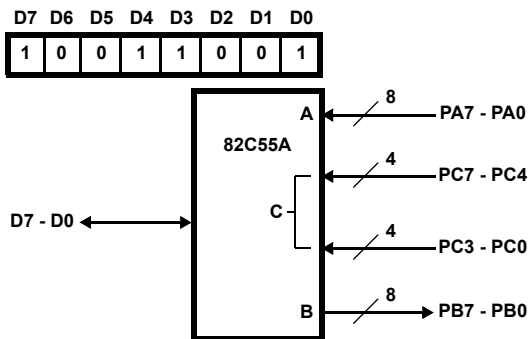 D7 D6 D5 D4 D3 D2 D1 D0
1 0 0 1 1 0 0 1
A
8
PA7 - PA0
82C55A
4
PC7 - PC4
C
D7 - D0
4
PC3 - PC0
B
8
PB7 - PB0